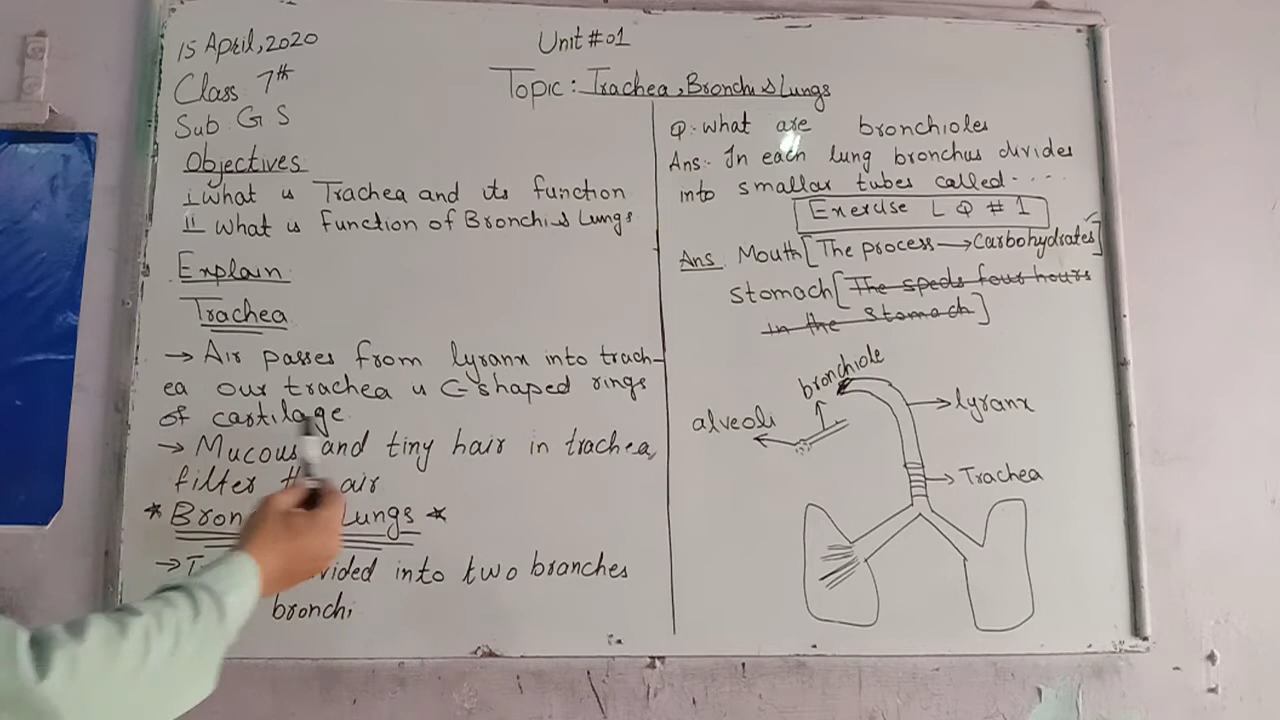 15 April, 2020
Class 7th
Sub: G S
Unit # 01
Topic: Trachea, Bronchi & Lungs
Objectives
i What is Trachea and its function
ii What is Function of Bronchi & Lungs
Explain
Trachea
→ Air passes from lyranx into trach-
ea our trachea is C-shaped rings
of cartilage
→ Mucous and tiny hair in trachea,
filter air
* Lungs *
→ into two branches
bronchi
Q. what are bronchioles
Ans:- In each lung bronchus divides
into smallar tubes called ....
Exercise L Q # 1
Ans Mouth [The process → Carbohydrates]
stomach [The speds four hours
in the stomach]
bronchiole
alveoli
lyranx
Trachea